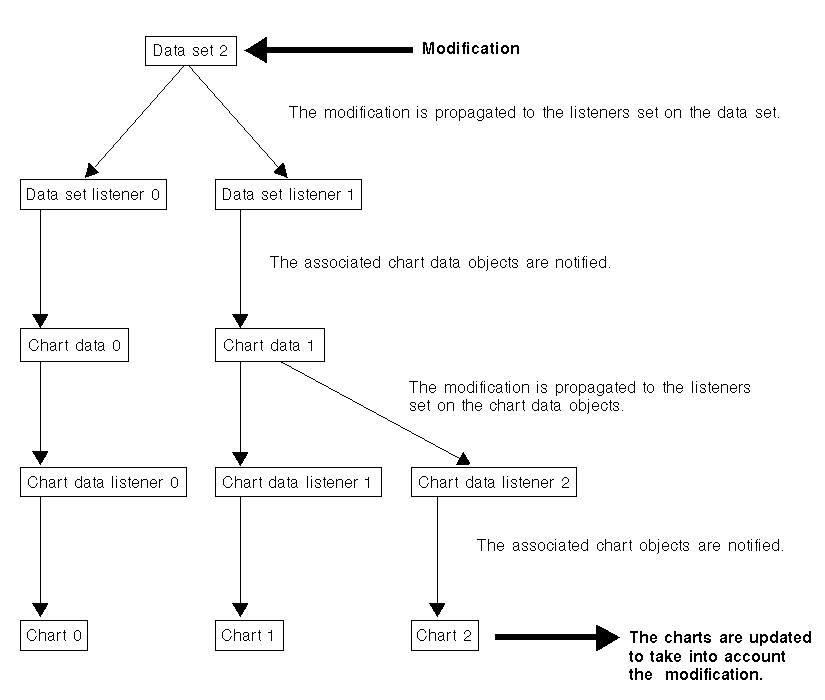 Data set 2
Modification
The modification is propagated to the listeners set on the data set.
Data set listener 0
Data set listener 1
The associated chart data objects are notified.
Chart data 0
Chart data 1
The modification is propagated to the listeners
set on the chart data objects.
Chart data listener 0
Chart data listener 1
Chart data listener 2
The associated chart objects are notified.
Chart 0
Chart 1
Chart 2
The charts are updated
to take into account
the modification.